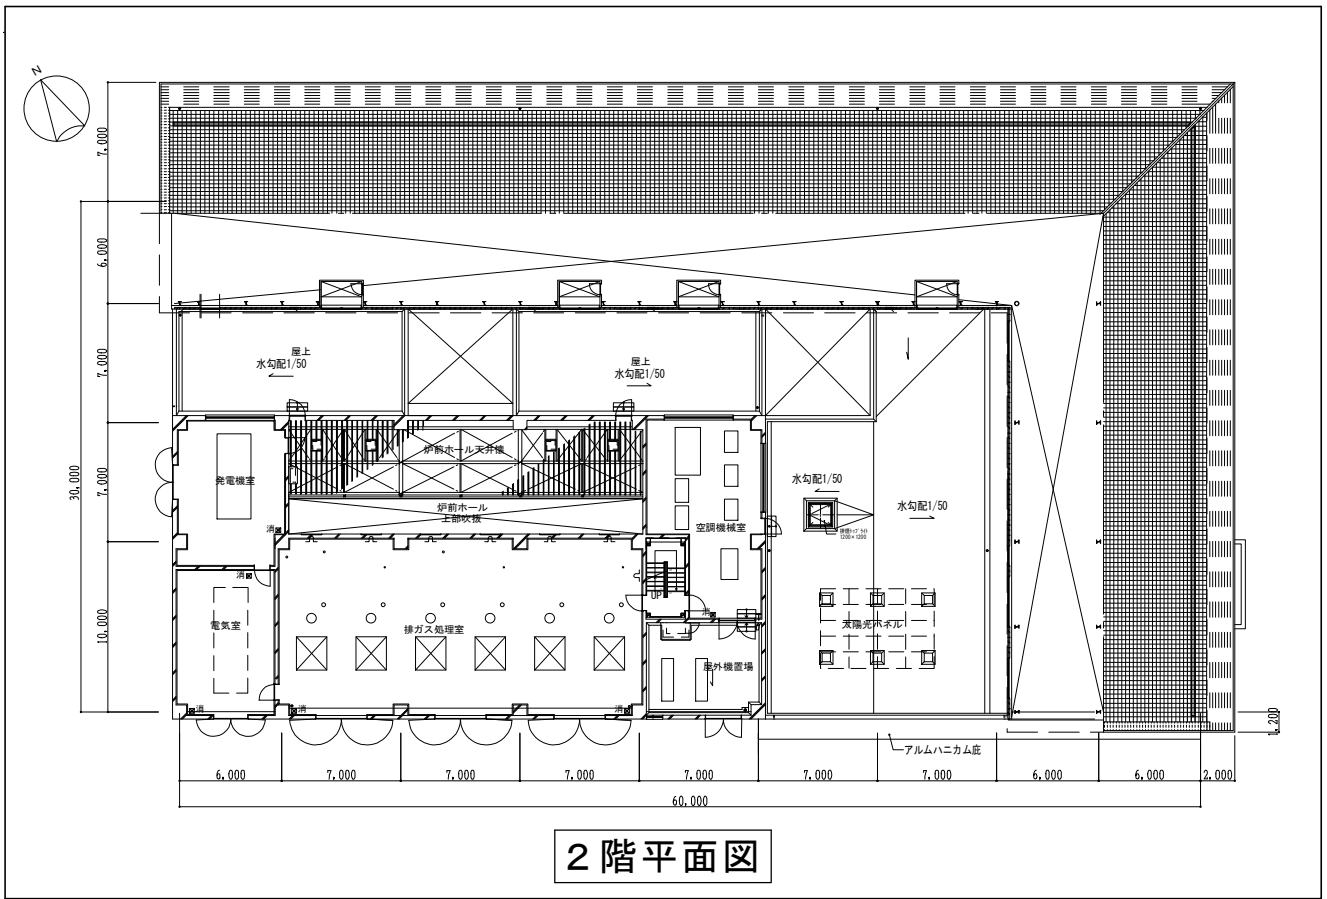 N
7,000
6,000
7,000
30,000
7,000
10,000
屋上
水勾配1/50
屋上
水勾配1/50
炉前ホール天井懐
発電機室
炉前ホール
上部吹抜
消
空調機械室
水勾配1/50
水勾配1/50
1200×1200
消
UP
消
電気室
排ガス処理室
太陽光パネル
屋外機置場
消
消
消
1,200
アルムハニカム庇
6,000
7,000
7,000
7,000
7,000
7,000
7,000
6,000
6,000
2,000
60,000
2階平面図